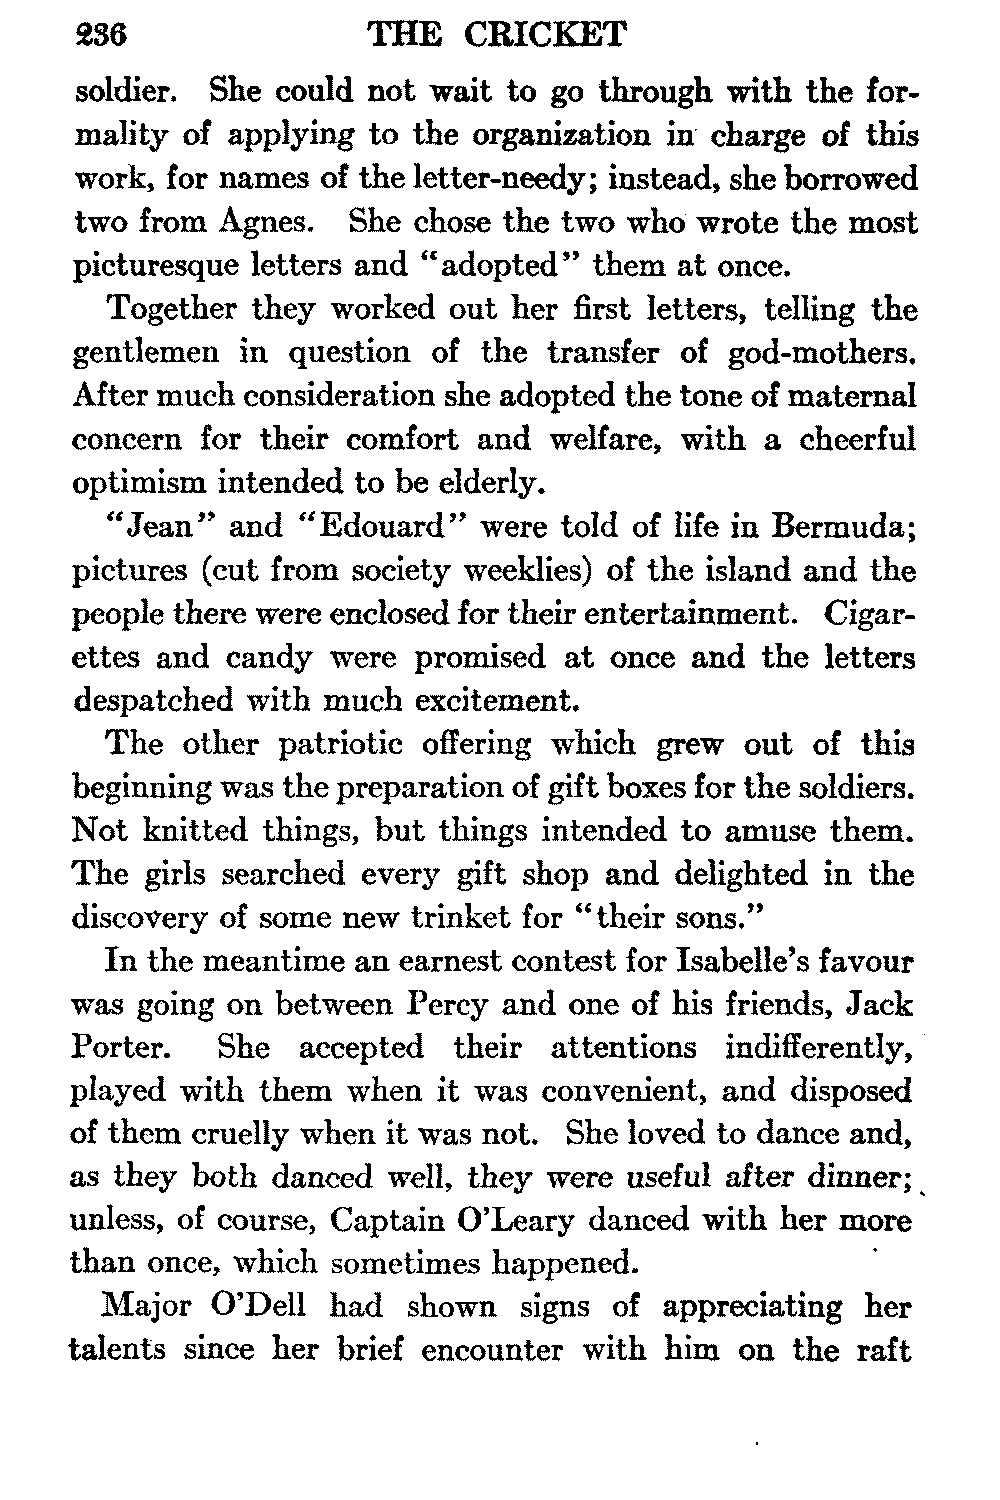 236 THE CRICKET
soldier. She could not wait to go through with the for-
mality of applying to the organization in charge of this
work, for names of the letter-needy; instead, she borrowed
two from Agnes. She chose the two who wrote the most
picturesque letters and "adopted" them at once.
Together they worked out her first letters, telling the
gentlemen in question of the transfer of god-mothers.
After much consideration she adopted the tone of maternal
concern for their comfort and welfare, with a cheerful
optimism intended to be elderly.
"Jean" and "Edouard" were told of life in Bermuda;
pictures (cut from society weeklies) of the island and the
people there were enclosed for their entertainment. Cigar-
ettes and candy were promised at once and the letters
despatched with much excitement.
The other patriotic offering which grew out of this
beginning was the preparation of gift boxes for the soldiers.
Not knitted things, but things intended to amuse them.
The girls searched every gift shop and delighted in the
discovery of some new trinket for "their sons."
In the meantime an earnest contest for Isabelle's favour
was going on between Percy and one of his friends, Jack
Porter. She accepted their attentions indifferently,
played with them when it was convenient, and disposed
of them cruelly when it was not. She loved to dance and,
as they both danced well, they were useful after dinner;
unless, of course, Captain O'Leary danced with her more
than once, which sometimes happened.
Major O'Dell had shown signs of appreciating her
talents since her brief encounter with him on the raft